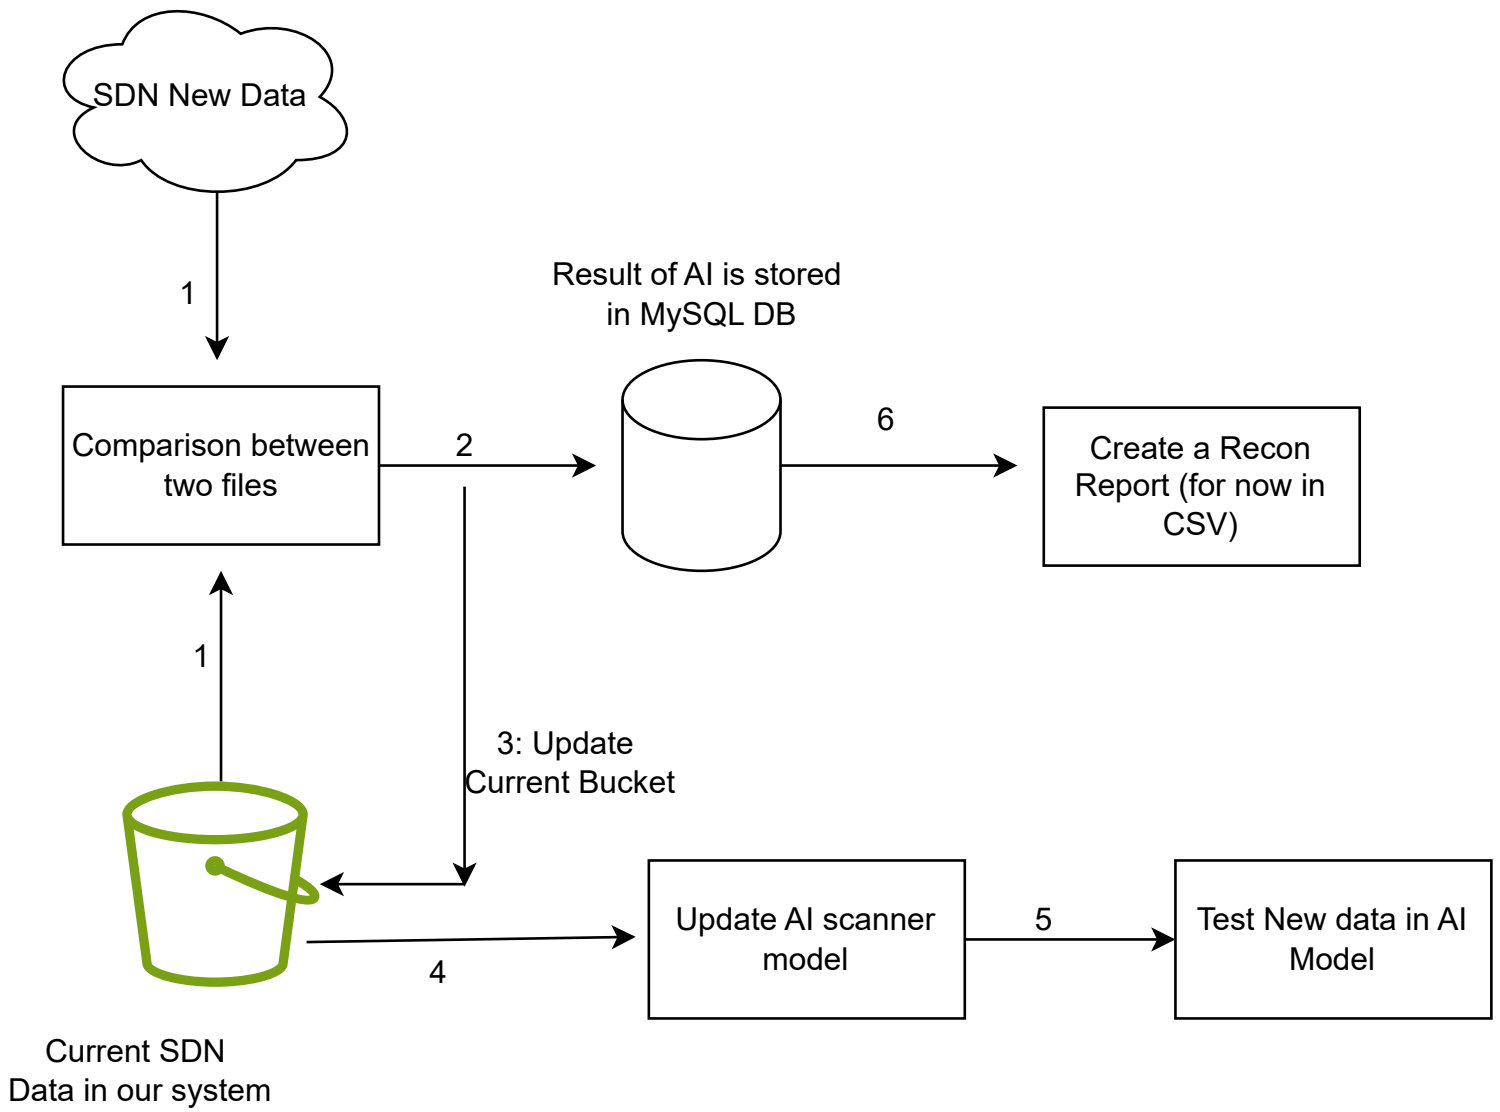 SDN New Data
1
Result of AI is stored
in MySQL DB
Comparison between
two files
2
6
Create a Recon
Report (for now in
CSV)
1
3: Update
Current Bucket
4
Update AI scanner
model
5
Test New data in AI
Model
Current SDN
Data in our system